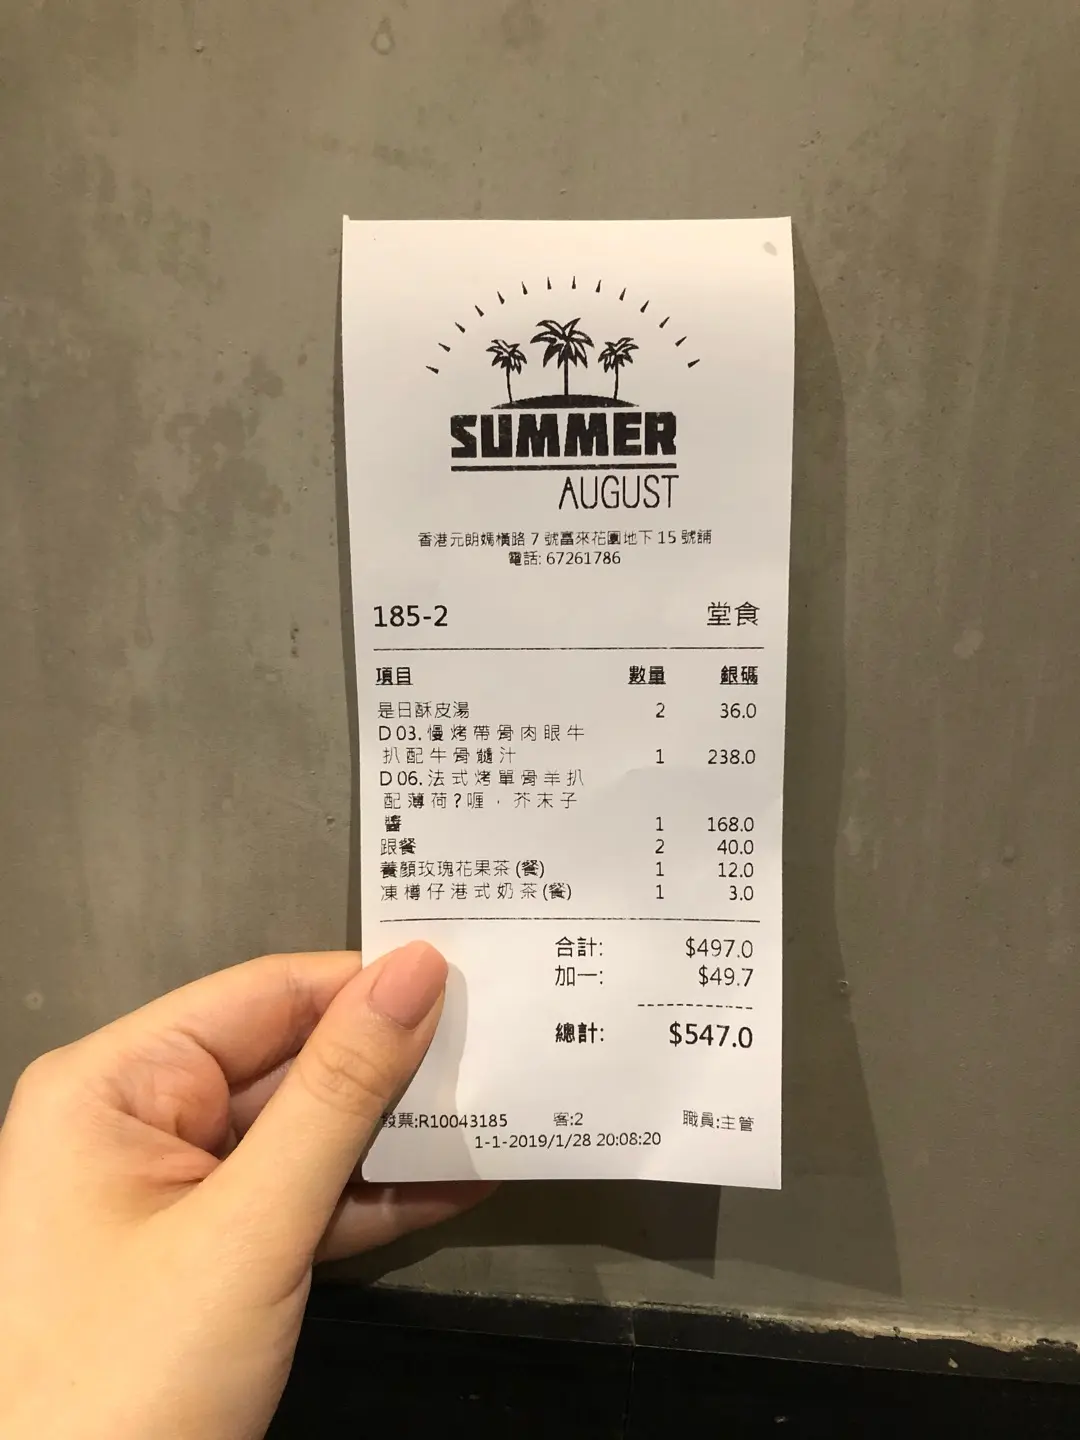 SUMMER
AUGUST
香港元朗媽橫路 7 號富來花園地下 15 號舖
電話: 67261786
185-2 堂食
項目 數量 銀碼
是日酥皮湯 2 36.0
D 03. 慢烤帶骨肉眼牛
扒配牛骨髓汁 1 238.0
D 06. 法式烤單骨羊扒
配薄荷?喱，芥末子
醬 1 168.0
跟餐 2 40.0
養顏玫瑰花果茶 (餐) 1 12.0
凍樽仔港式奶茶 (餐) 1 3.0
合計: $497.0
加一: $49.7
總計: $547.0
發票:R10043185 客:2 職員:主管
1-1-2019/1/28 20:08:20